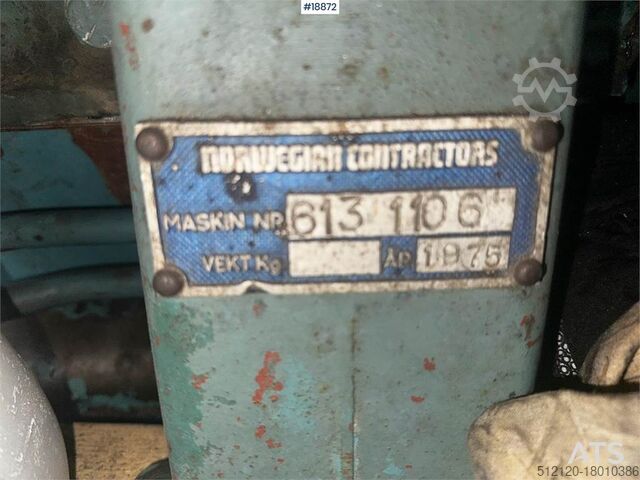 #18872
NORWEGIAN CONTRACTORS
MASKIN NR. 613 1106
VEKT Kg ÅR 1975
ATS
512120-18010386